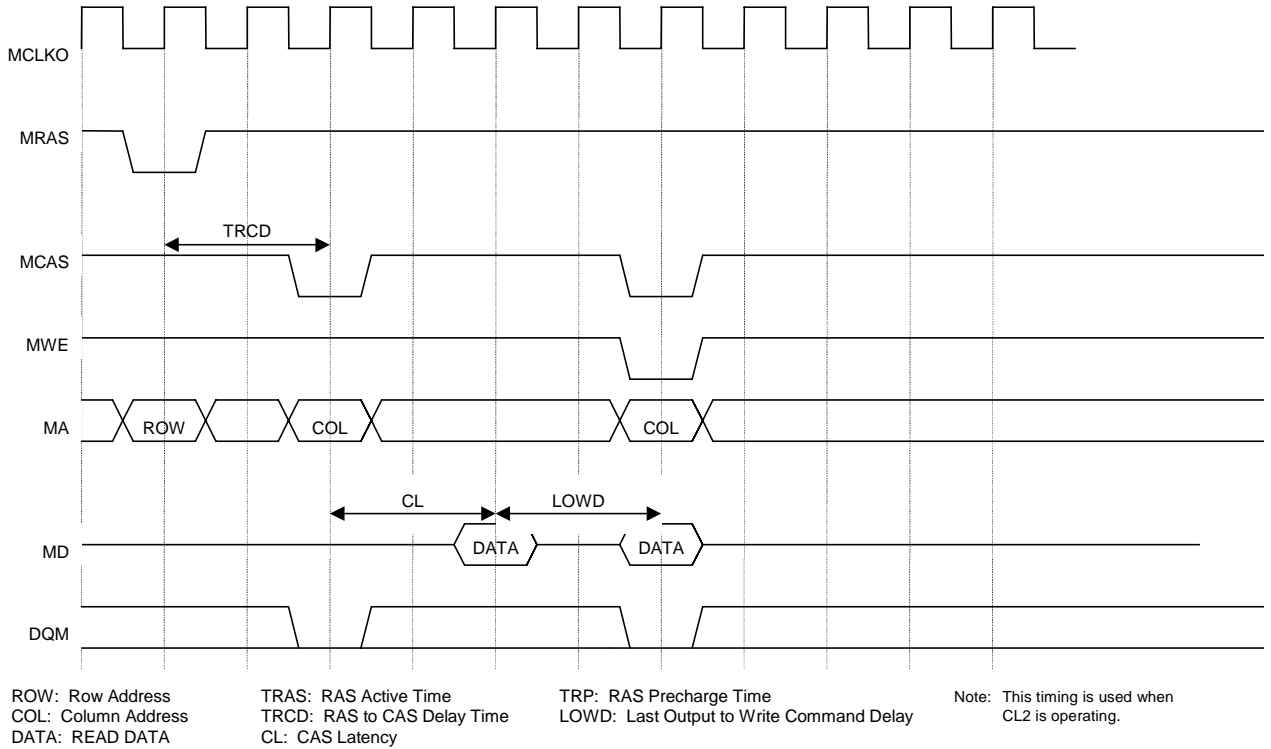 MCLKO
MRAS
TRCD
MCAS
MWE
MA
ROW
COL
COL
CL
LOWD
MD
DATA
DATA
DQM
ROW: Row Address
COL: Column Address
DATA: READ DATA
TRAS: RAS Active Time
TRCD: RAS to CAS Delay Time
CL: CAS Latency
TRP: RAS Precharge Time
LOWD: Last Output to Write Command Delay
Note: This timing is used when
CL2 is operating.